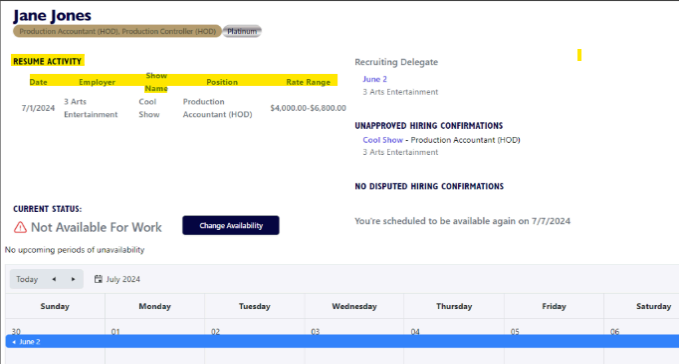 Jane Jones
Production Accountant (HOD), Production Controller (HOD) Platinum
RESUME ACTIVITY
Date Employer Show Name Position Rate Range
7/1/2024 3 Arts Entertainment Cool Show Production Accountant (HOD) $4,000.00-$6,800.00
Recruiting Delegate
June 2
3 Arts Entertainment
UNAPPROVED HIRING CONFIRMATIONS
Cool Show - Production Accountant (HOD)
3 Arts Entertainment
NO DISPUTED HIRING CONFIRMATIONS
CURRENT STATUS:
Not Available For Work
Change Availability
You're scheduled to be available again on 7/7/2024
No upcoming periods of unavailability
Today July 2024
Sunday Monday Tuesday Wednesday Thursday Friday Saturday
30 01 02 03 04 05 06
June 2